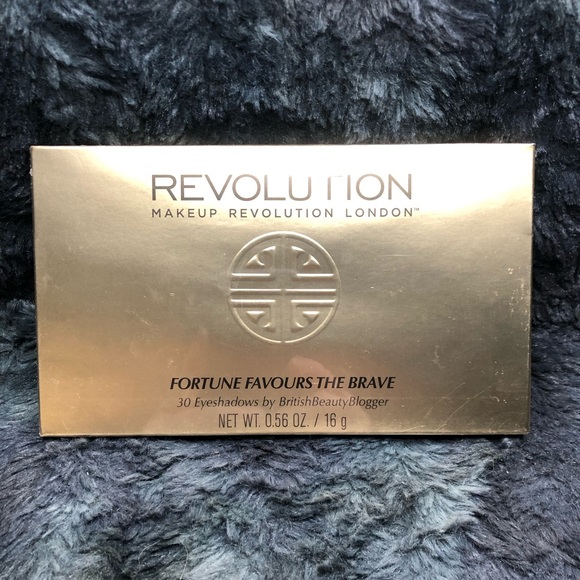 REVOLUTION
MAKEUP REVOLUTION LONDON™
FORTUNE FAVOURS THE BRAVE
30 Eyeshadows by BritishBeautyBlogger
NET WT. 0.56 OZ. / 16 g